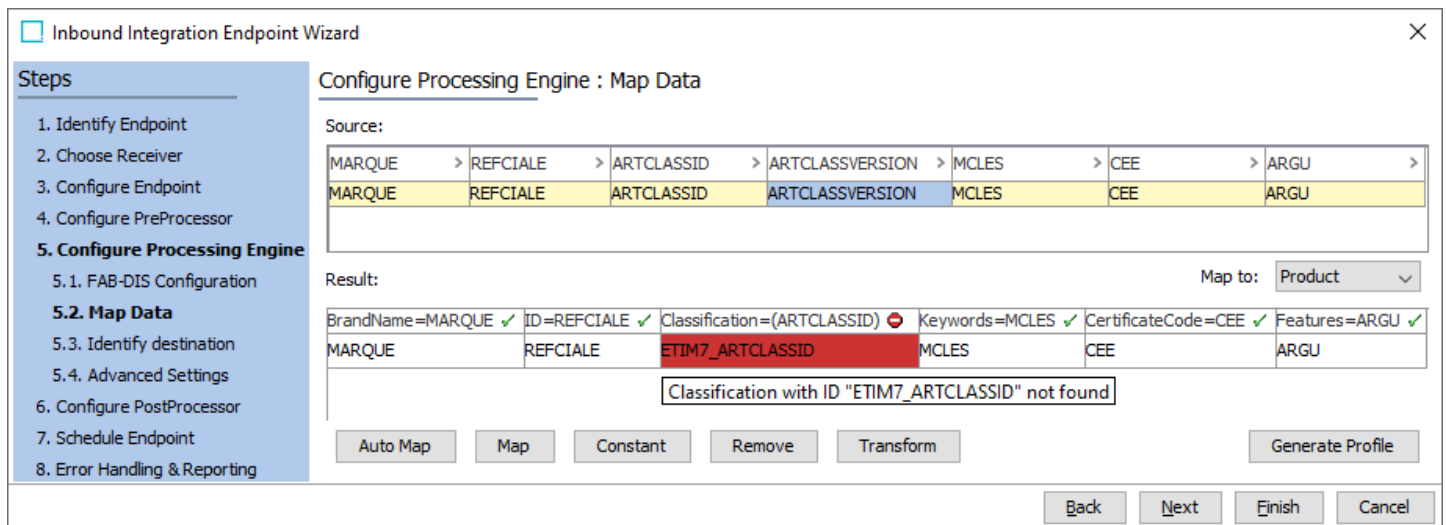 Inbound Integration Endpoint Wizard
Steps
1. Identify Endpoint
2. Choose Receiver
3. Configure Endpoint
4. Configure PreProcessor
5. Configure Processing Engine
5.1. FAB-DIS Configuration
5.2. Map Data
5.3. Identify destination
5.4. Advanced Settings
6. Configure PostProcessor
7. Schedule Endpoint
8. Error Handling & Reporting
Configure Processing Engine : Map Data
Source:
MARQUE > REFCIALE > ARTCLASSID > ARTCLASSVERSION > MCLES > CEE > ARGU >
MARQUE REFCIALE ARTCLASSID ARTCLASSVERSION MCLES CEE ARGU
Result: Map to: Product
BrandName=MARQUE ✓ ID=REFCIALE ✓ Classification=(ARTCLASSID) Keywords=MCLES ✓ CertificateCode=CEE ✓ Features=ARGU ✓
MARQUE REFCIALE ETIM7_ARTCLASSID MCLES CEE ARGU
Classification with ID "ETIM7_ARTCLASSID" not found
Auto Map Map Constant Remove Transform Generate Profile
Back Next Finish Cancel